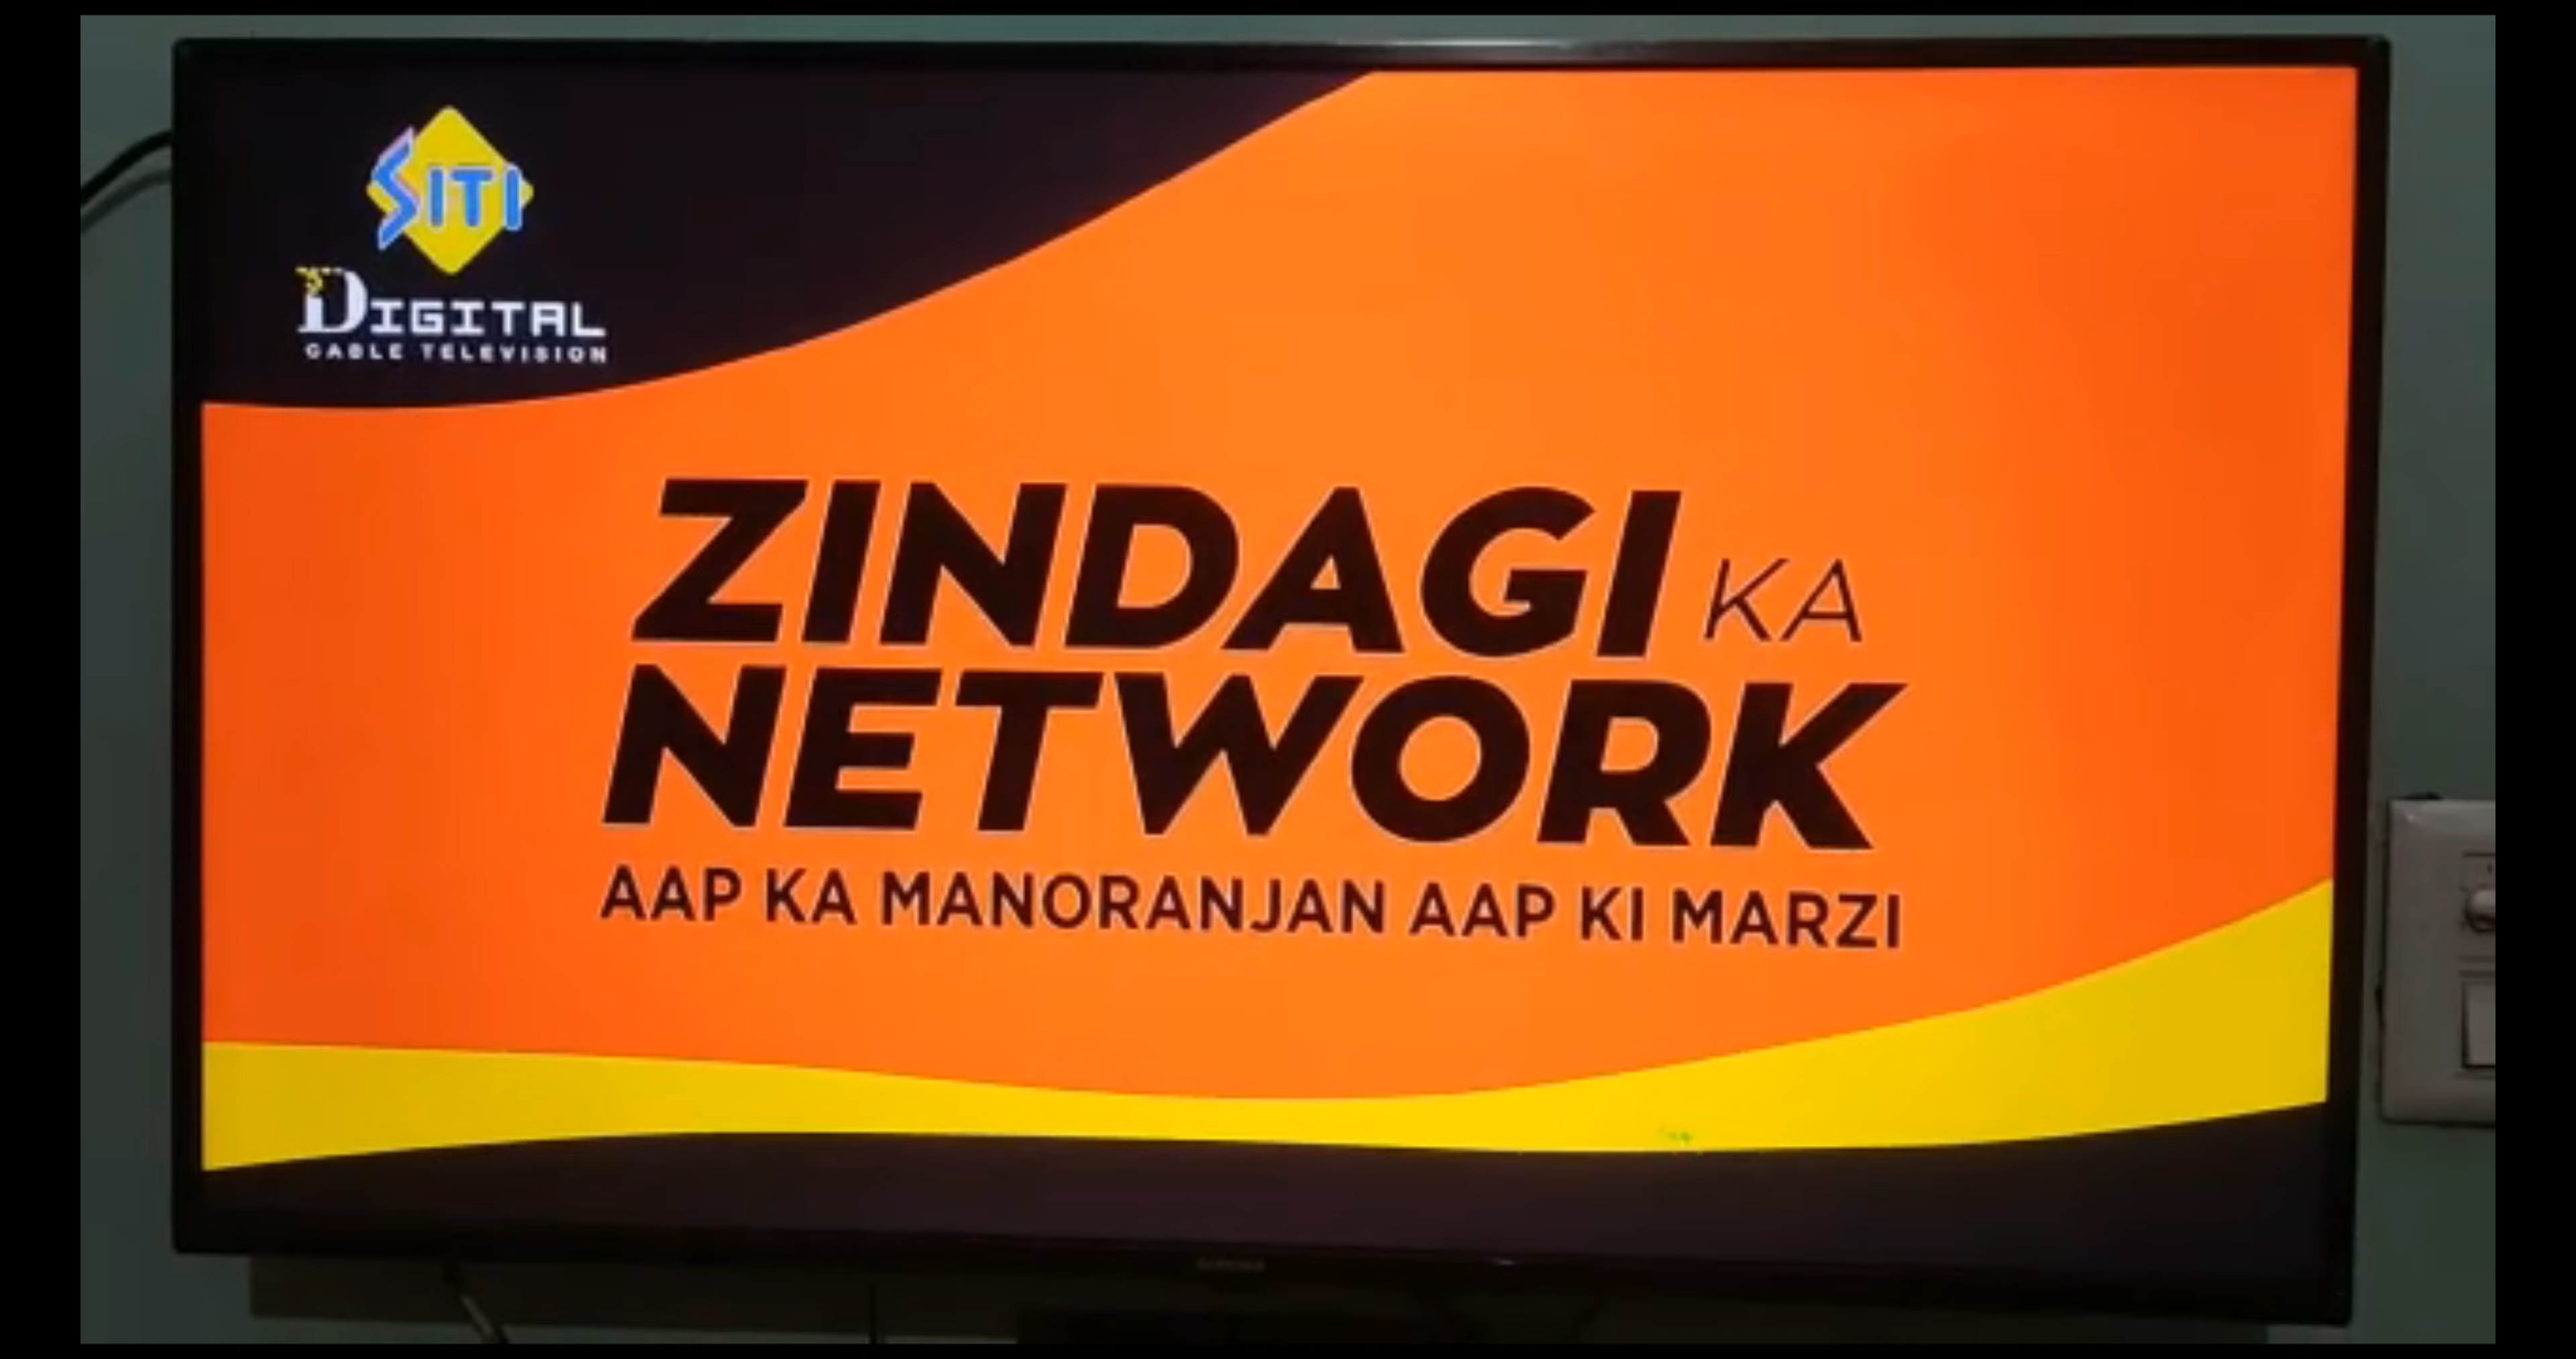 SITI
DIGITAL
CABLE TELEVISION
ZINDAGI KA
NETWORK
AAP KA MANORANJAN AAP KI MARZI